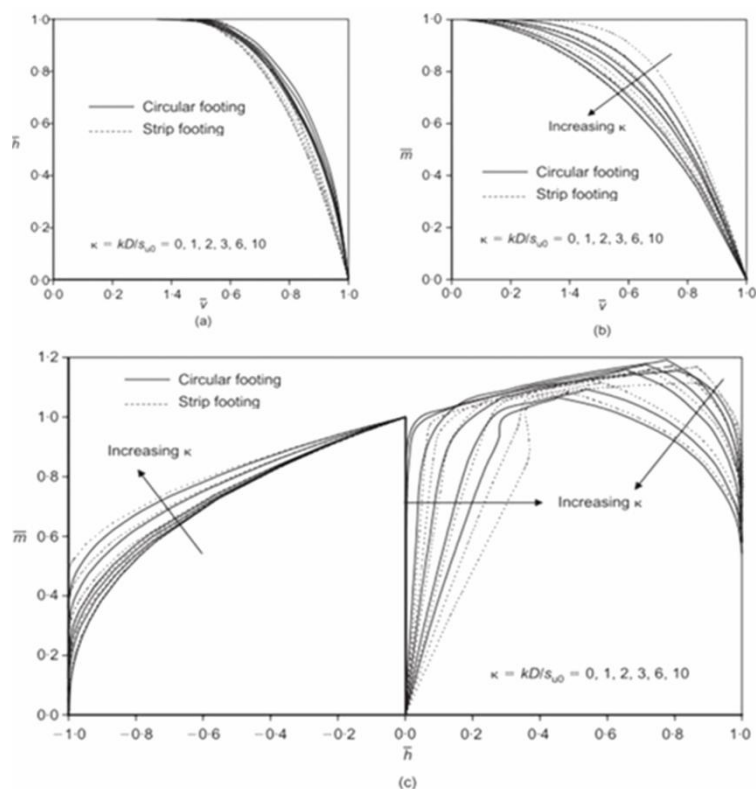 1·0
0·8
0·6
0·4
0·2
0·0
h̄
Circular footing
Strip footing
κ = kD/su0 = 0, 1, 2, 3, 6, 10
0·0 0·2 1·4 0·6 0·8 1·0
v̄
(a)
1·0
0·8
0·6
0·4
0·2
0·0
m̄
Increasing κ
Circular footing
Strip footing
κ = kD/su0 = 0, 1, 2, 3, 6, 10
0·0 0·2 1·4 0·6 0·8 1·0
v̄
(b)
1·2
1·0
0·8
0·6
0·4
0·2
0·0
m̄
Circular footing
Strip footing
Increasing κ
Increasing κ
κ = kD/su0 = 0, 1, 2, 3, 6, 10
−1·0 −0·8 −0·6 −0·4 −0·2 0·0 0·2 0·4 0·6 0·8 1·0
h̄
(c)